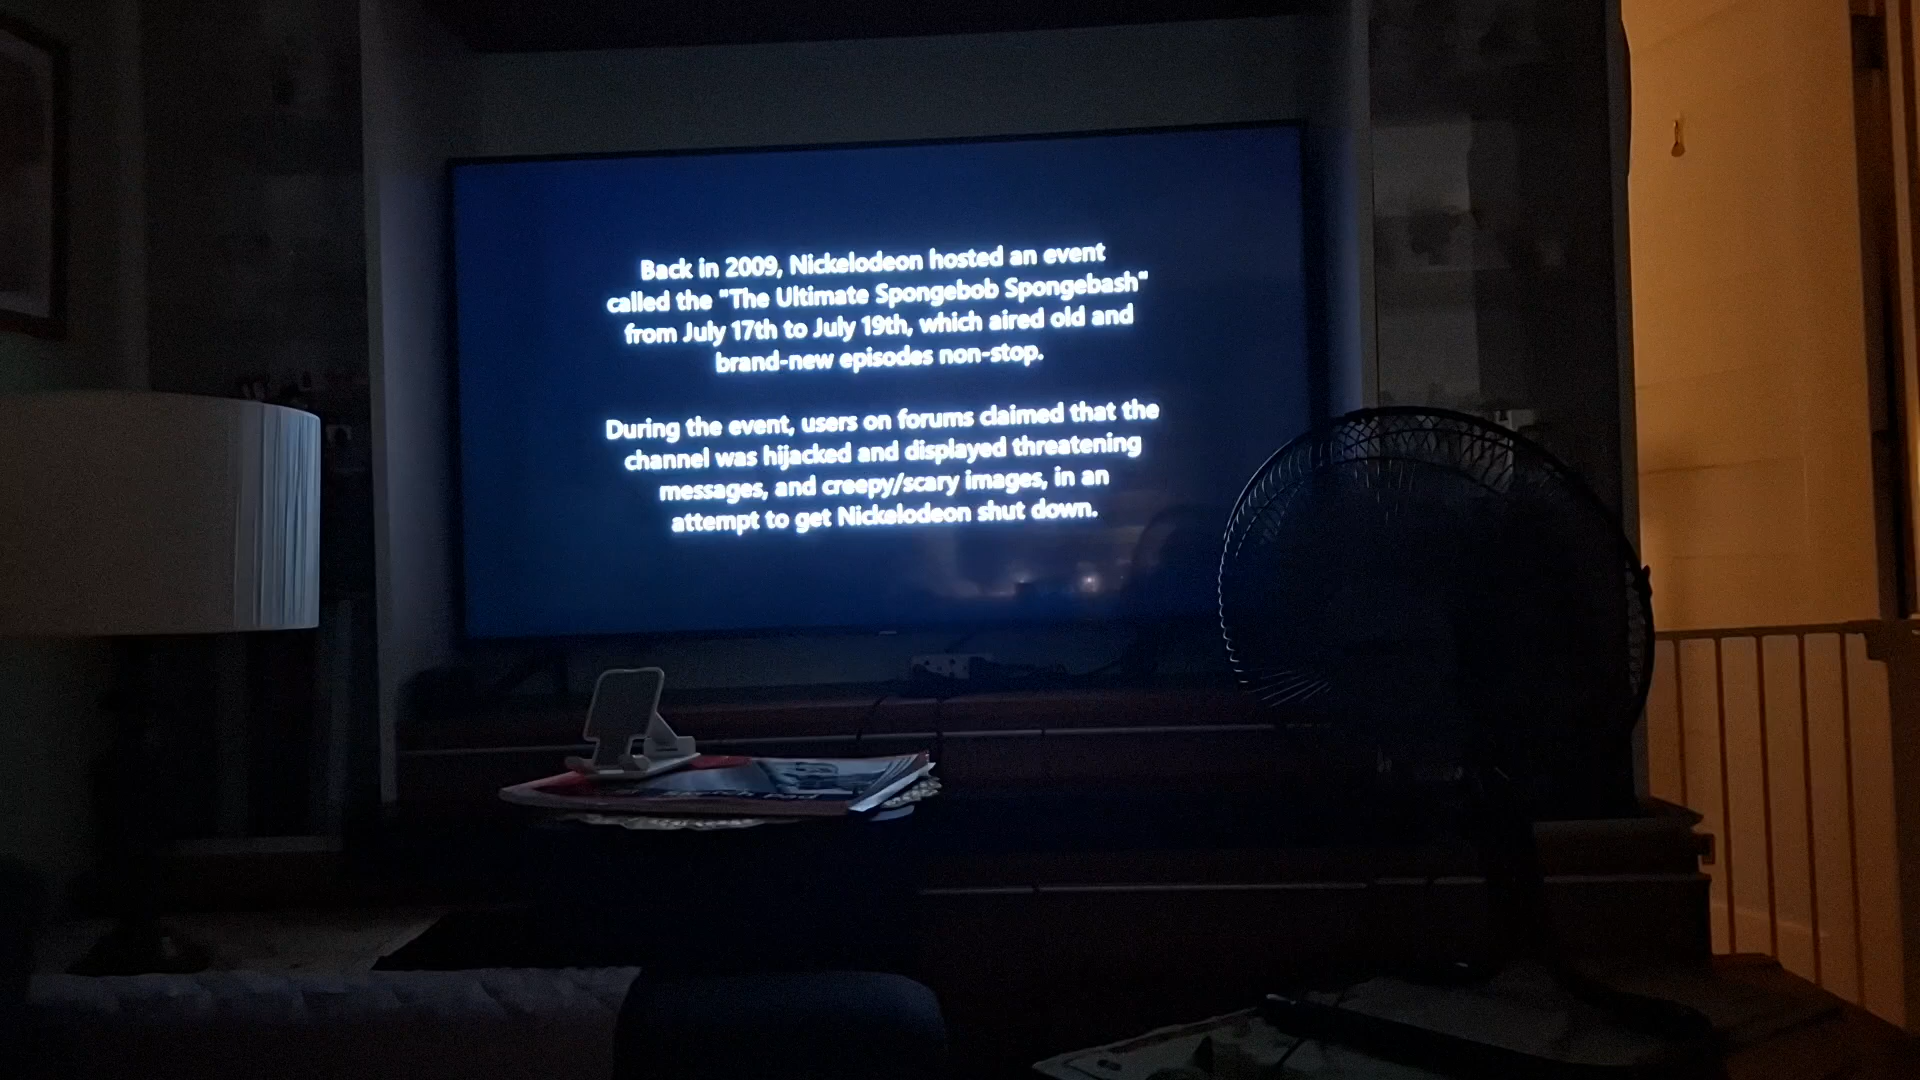 Back in 2009, Nickelodeon hosted an event
called the "The Ultimate Spongebob Spongebash"
from July 17th to July 19th, which aired old and
brand-new episodes non-stop.
During the event, users on forums claimed that the
channel was hijacked and displayed threatening
messages, and creepy/scary images, in an
attempt to get Nickelodeon shut down.